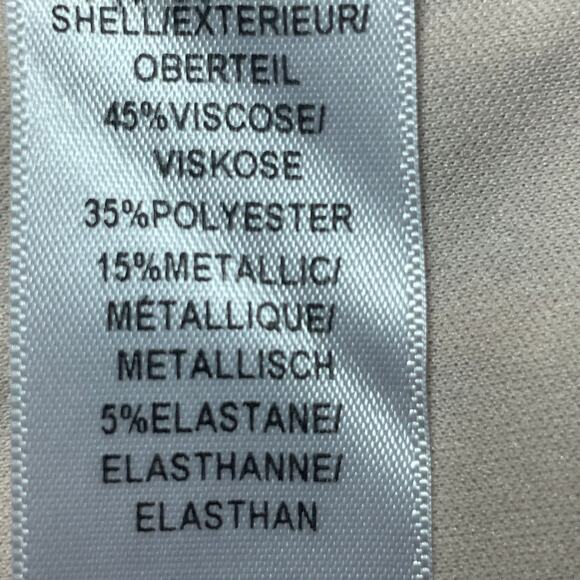 SHELL/EXTERIEUR/
OBERTEIL
45%VISCOSE/
VISKOSE
35%POLYESTER
15%METALLIC/
MÉTALLIQUE/
METALLISCH
5%ELASTANE/
ELASTHANNE/
ELASTHAN